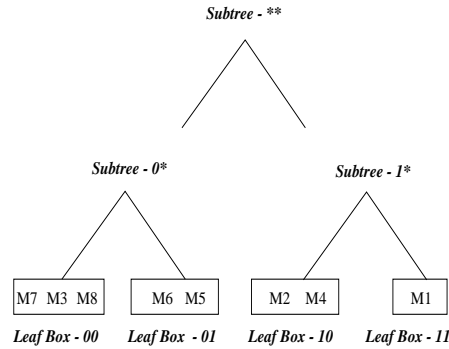 Subtree - **
Subtree - 0*
Subtree - 1*
M7 M3 M8
M6 M5
M2 M4
M1
Leaf Box - 00
Leaf Box - 01
Leaf Box - 10
Leaf Box - 11